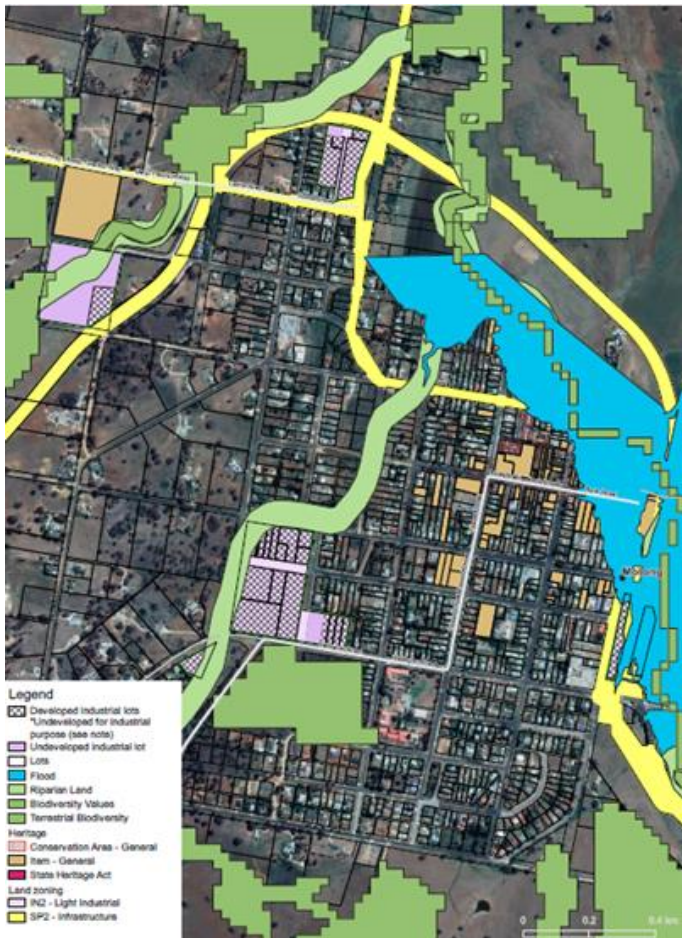 Molong
Legend
Developed industrial lots
"Undeveloped for industrial
purpose (see note)
Undeveloped industrial lot
Lots
Flood
Riparian Land
Biodiversity Values
Terrestrial Biodiversity
Heritage
Conservation Area - General
Item - General
State Heritage Act
Land zoning
IN2 - Light Industrial
SP2 - Infrastructure
0 0.2 0.4 km